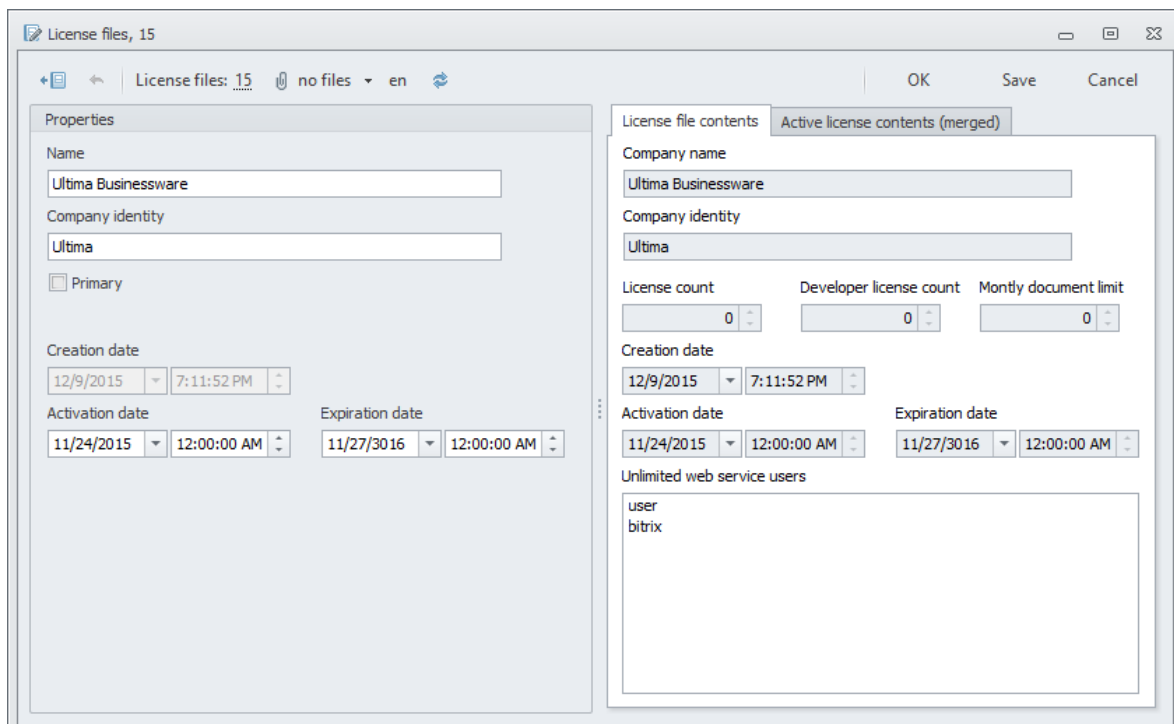 License files, 15
License files: 15 no files en OK Save Cancel
Properties
Name
Ultima Businessware
Company identity
Ultima
Primary
Creation date
12/9/2015 7:11:52 PM
Activation date Expiration date
11/24/2015 12:00:00 AM 11/27/3016 12:00:00 AM
License file contents Active license contents (merged)
Company name
Ultima Businessware
Company identity
Ultima
License count Developer license count Montly document limit
0 0 0
Creation date
12/9/2015 7:11:52 PM
Activation date Expiration date
11/24/2015 12:00:00 AM 11/27/3016 12:00:00 AM
Unlimited web service users
user
bitrix